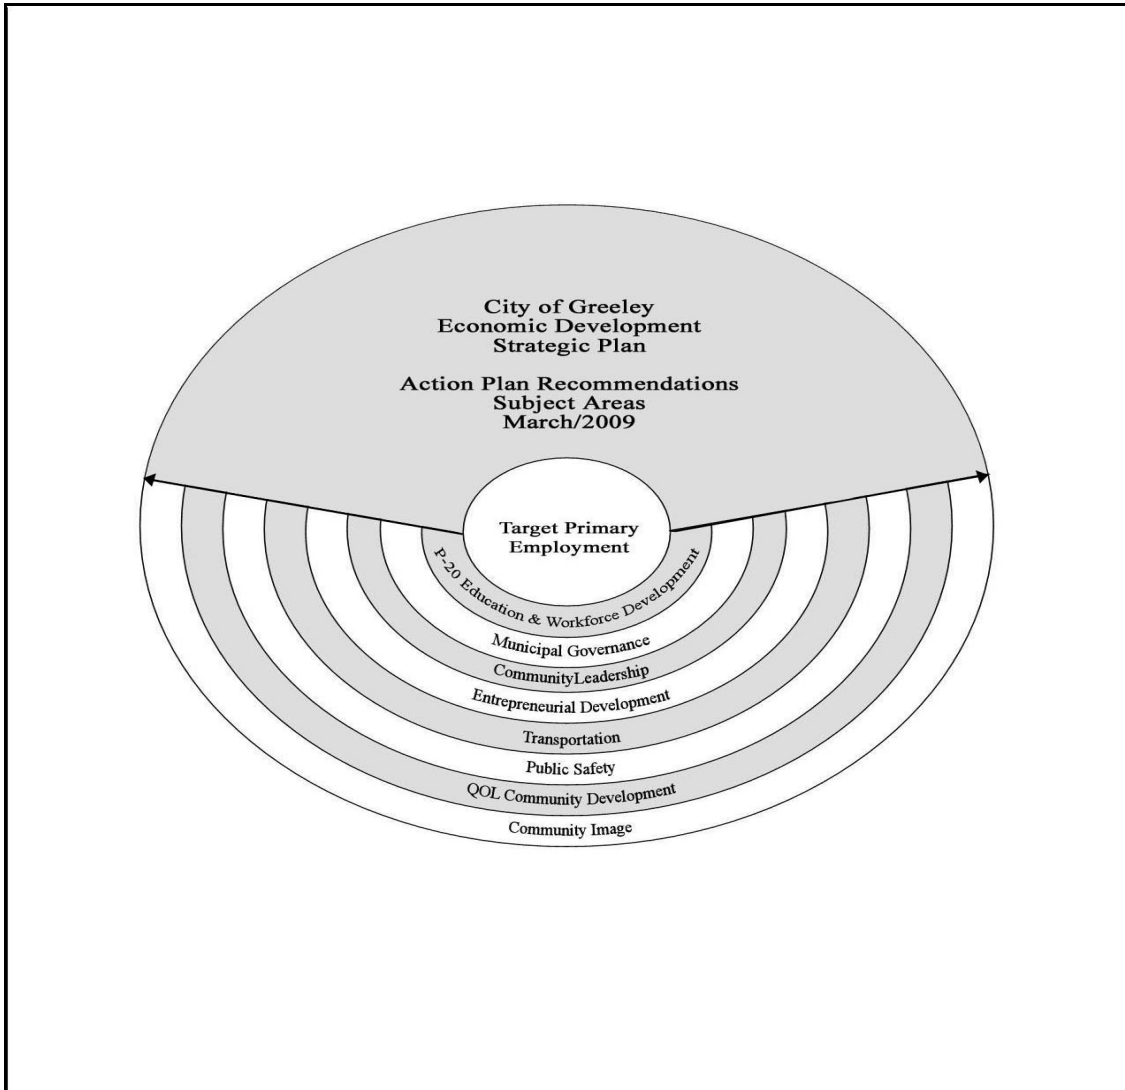 City of Greeley
Economic Development
Strategic Plan
Action Plan Recommendations
Subject Areas
March/2009
Target Primary
Employment
P-20 Education & Workforce Development
Municipal Governance
CommunityLeadership
Entrepreneurial Development
Transportation
Public Safety
QOL Community Development
Community Image